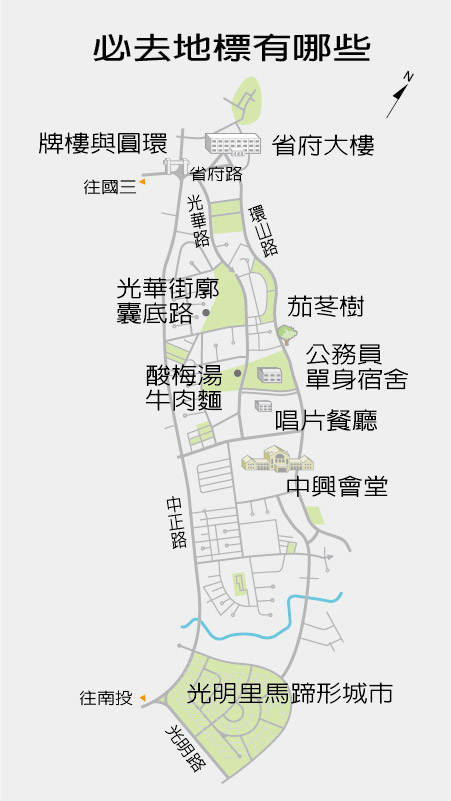 必去地標有哪些
N
牌樓與圓環
省府大樓
省府路
往國三
光華路
環山路
光華街廓
囊底路
茄苳樹
公務員
單身宿舍
酸梅湯
牛肉麵
唱片餐廳
中興會堂
中正路
往南投
光明里馬蹄形城市
光明路